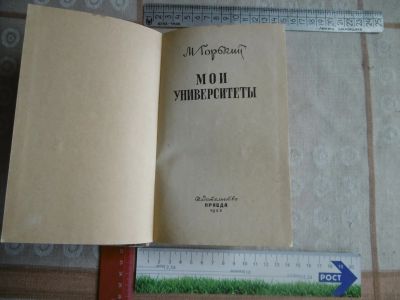 М. Горький
МОИ
УНИВЕРСИТЕТЫ
Издательство
ПРАВДА
РОСТ